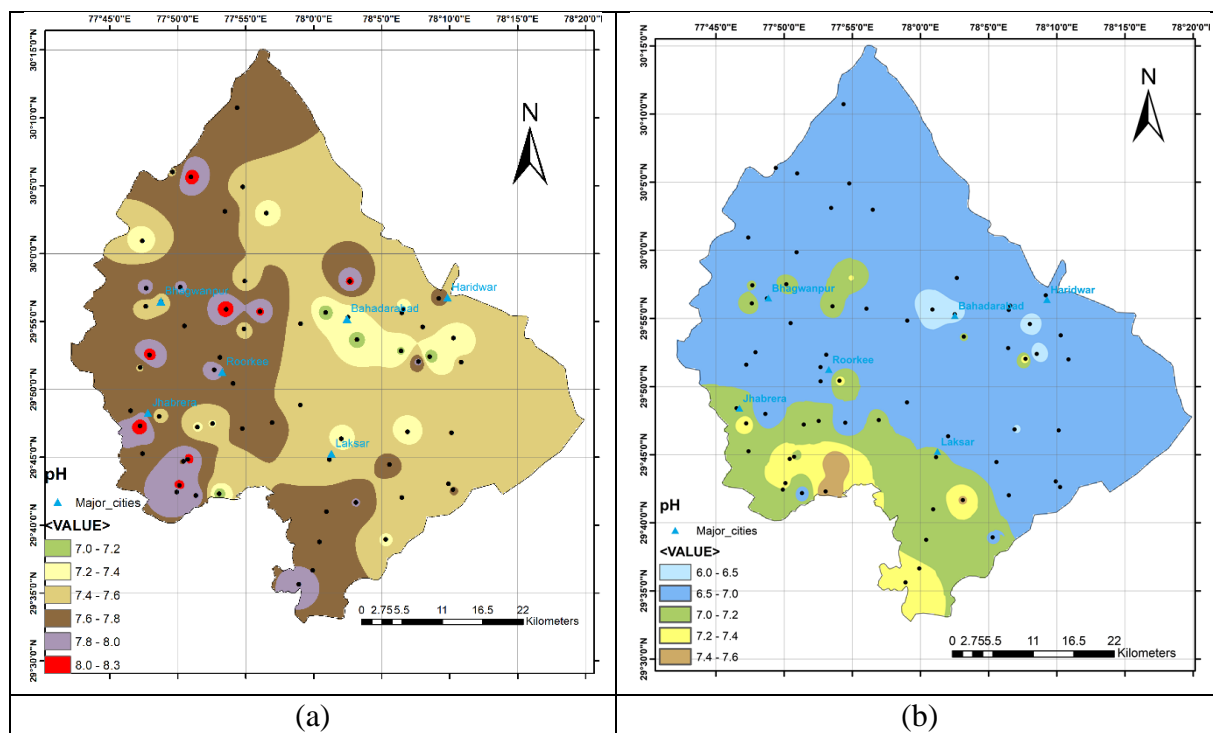 77°45'0"E 77°50'0"E 77°55'0"E 78°0'0"E 78°5'0"E 78°10'0"E 78°15'0"E 78°20'0"E
30°15'0"N
30°10'0"N
30°5'0"N
30°0'0"N
29°55'0"N
29°50'0"N
29°45'0"N
29°40'0"N
29°35'0"N
29°30'0"N
N
Haridwar
Bhagwanpur
Bahadarabad
Roorkee
Jhabrera
Laksar
pH
Major_cities
<VALUE>
7.0 - 7.2
7.2 - 7.4
7.4 - 7.6
7.6 - 7.8
7.8 - 8.0
8.0 - 8.3
0 2.75 5.5 11 16.5 22
Kilometers
(a)
77°45'0"E 77°50'0"E 77°55'0"E 78°0'0"E 78°5'0"E 78°10'0"E 78°15'0"E 78°20'0"E
30°15'0"N
30°10'0"N
30°5'0"N
30°0'0"N
29°55'0"N
29°50'0"N
29°45'0"N
29°40'0"N
29°35'0"N
29°30'0"N
N
Bhagwanpur
Haridwar
Bahadarabad
Roorkee
Jhabrera
Laksar
pH
Major_cities
<VALUE>
6.0 - 6.5
6.5 - 7.0
7.0 - 7.2
7.2 - 7.4
7.4 - 7.6
0 2.75 5.5 11 16.5 22
Kilometers
(b)